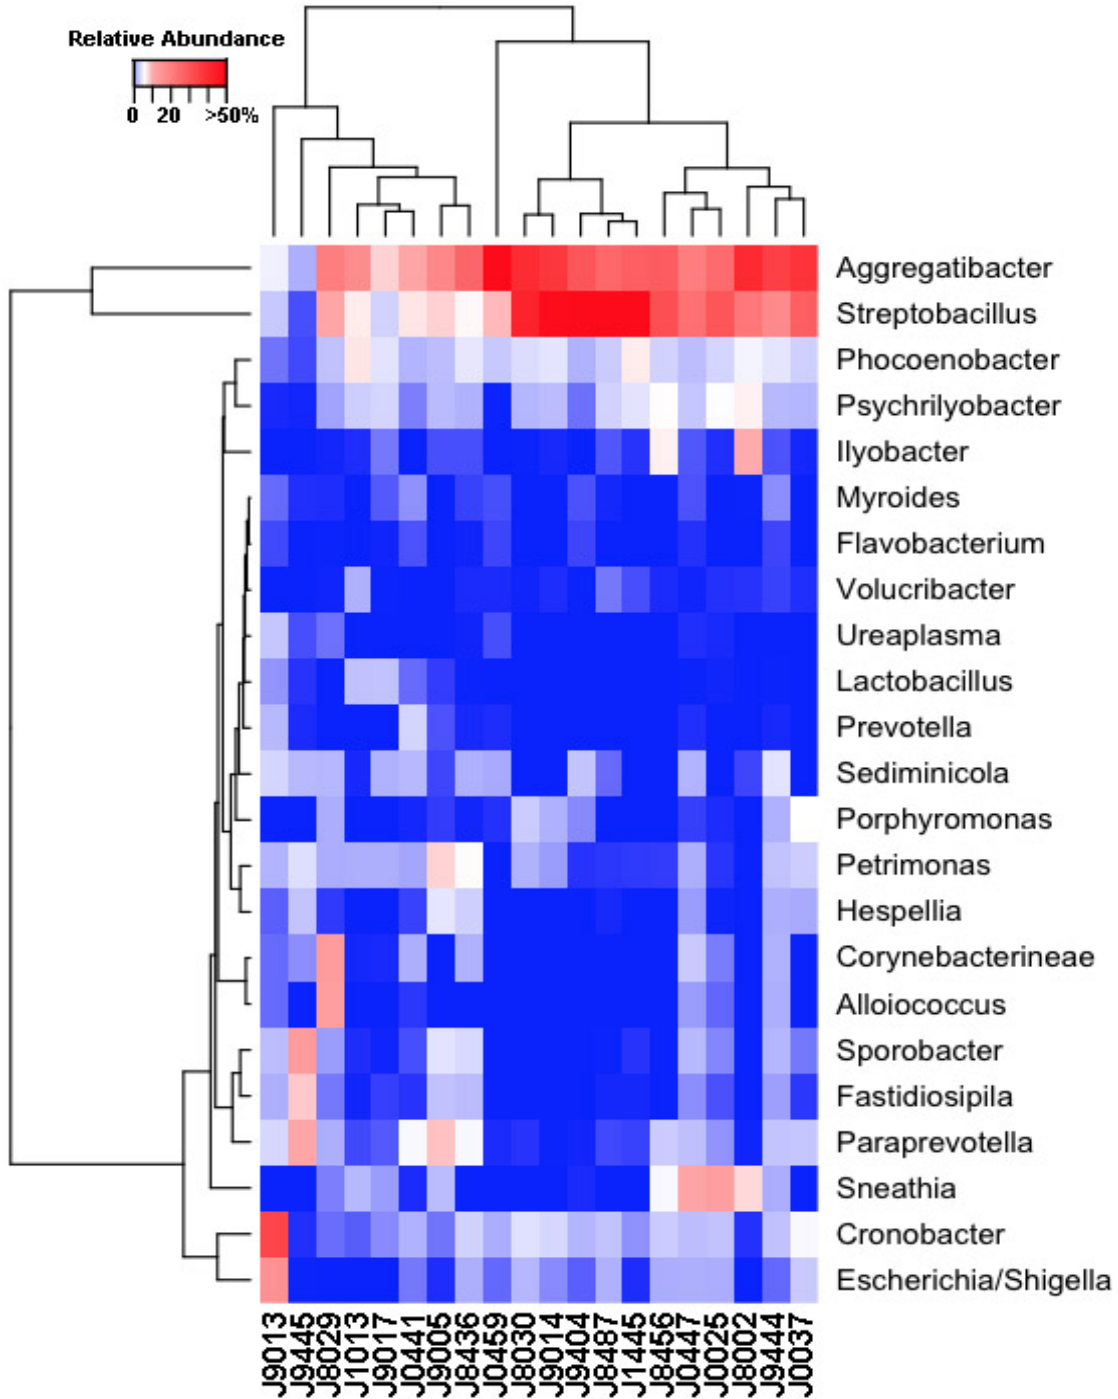 Relative Abundance
0 20 >50%
Aggregatibacter
Streptobacillus
Phocoenobacter
Psychrilyobacter
Ilyobacter
Myroides
Flavobacterium
Volucribacter
Ureaplasma
Lactobacillus
Prevotella
Sediminicola
Porphyromonas
Petrimonas
Hespellia
Corynebacterineae
Alloiococcus
Sporobacter
Fastidiosipila
Paraprevotella
Sneathia
Cronobacter
Escherichia/Shigella
J9013
J9445
J8029
J1013
J9017
J0441
J9005
J8436
J0459
J8030
J9014
J9404
J8487
J1445
J8456
J0447
J0025
J8002
J9444
J0037